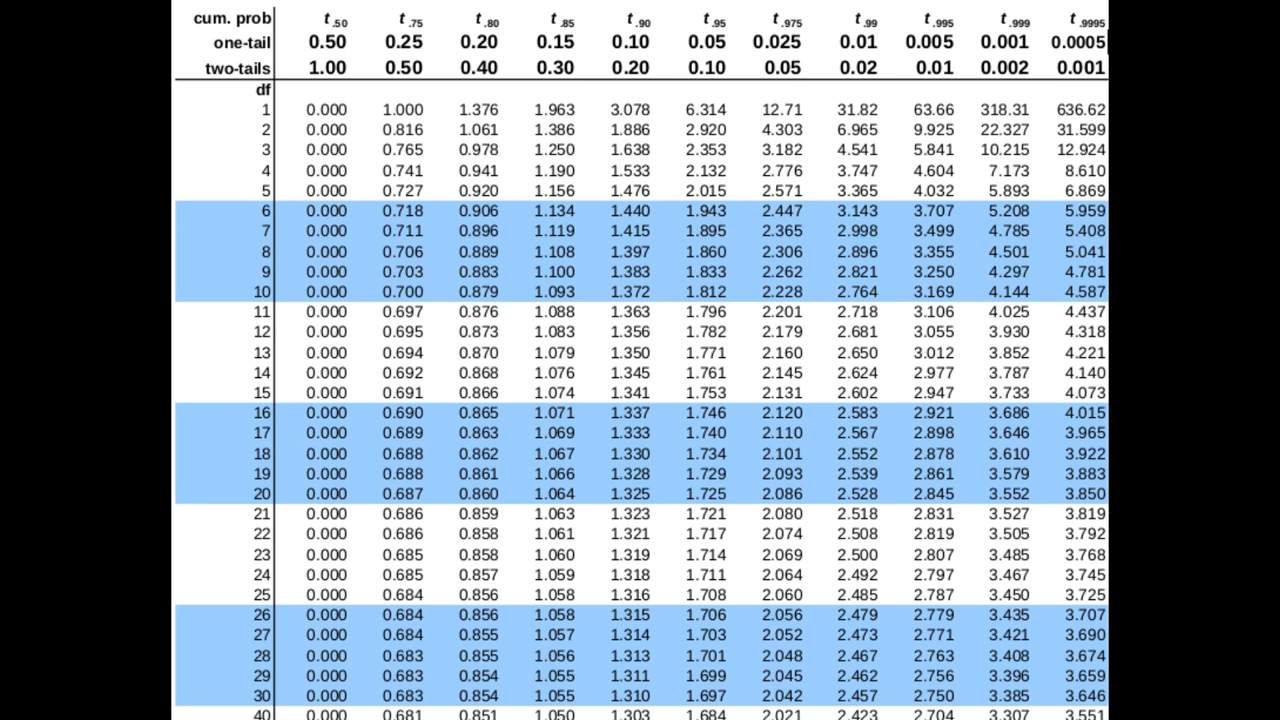 cum. prob t .50 t .75 t .80 t .85 t .90 t .95 t .975 t .99 t .995 t .999 t .9995
one-tail 0.50 0.25 0.20 0.15 0.10 0.05 0.025 0.01 0.005 0.001 0.0005
two-tails 1.00 0.50 0.40 0.30 0.20 0.10 0.05 0.02 0.01 0.002 0.001
df
1 0.000 1.000 1.376 1.963 3.078 6.314 12.71 31.82 63.66 318.31 636.62
2 0.000 0.816 1.061 1.386 1.886 2.920 4.303 6.965 9.925 22.327 31.599
3 0.000 0.765 0.978 1.250 1.638 2.353 3.182 4.541 5.841 10.215 12.924
4 0.000 0.741 0.941 1.190 1.533 2.132 2.776 3.747 4.604 7.173 8.610
5 0.000 0.727 0.920 1.156 1.476 2.015 2.571 3.365 4.032 5.893 6.869
6 0.000 0.718 0.906 1.134 1.440 1.943 2.447 3.143 3.707 5.208 5.959
7 0.000 0.711 0.896 1.119 1.415 1.895 2.365 2.998 3.499 4.785 5.408
8 0.000 0.706 0.889 1.108 1.397 1.860 2.306 2.896 3.355 4.501 5.041
9 0.000 0.703 0.883 1.100 1.383 1.833 2.262 2.821 3.250 4.297 4.781
10 0.000 0.700 0.879 1.093 1.372 1.812 2.228 2.764 3.169 4.144 4.587
11 0.000 0.697 0.876 1.088 1.363 1.796 2.201 2.718 3.106 4.025 4.437
12 0.000 0.695 0.873 1.083 1.356 1.782 2.179 2.681 3.055 3.930 4.318
13 0.000 0.694 0.870 1.079 1.350 1.771 2.160 2.650 3.012 3.852 4.221
14 0.000 0.692 0.868 1.076 1.345 1.761 2.145 2.624 2.977 3.787 4.140
15 0.000 0.691 0.866 1.074 1.341 1.753 2.131 2.602 2.947 3.733 4.073
16 0.000 0.690 0.865 1.071 1.337 1.746 2.120 2.583 2.921 3.686 4.015
17 0.000 0.689 0.863 1.069 1.333 1.740 2.110 2.567 2.898 3.646 3.965
18 0.000 0.688 0.862 1.067 1.330 1.734 2.101 2.552 2.878 3.610 3.922
19 0.000 0.688 0.861 1.066 1.328 1.729 2.093 2.539 2.861 3.579 3.883
20 0.000 0.687 0.860 1.064 1.325 1.725 2.086 2.528 2.845 3.552 3.850
21 0.000 0.686 0.859 1.063 1.323 1.721 2.080 2.518 2.831 3.527 3.819
22 0.000 0.686 0.858 1.061 1.321 1.717 2.074 2.508 2.819 3.505 3.792
23 0.000 0.685 0.858 1.060 1.319 1.714 2.069 2.500 2.807 3.485 3.768
24 0.000 0.685 0.857 1.059 1.318 1.711 2.064 2.492 2.797 3.467 3.745
25 0.000 0.684 0.856 1.058 1.316 1.708 2.060 2.485 2.787 3.450 3.725
26 0.000 0.684 0.856 1.058 1.315 1.706 2.056 2.479 2.779 3.435 3.707
27 0.000 0.684 0.855 1.057 1.314 1.703 2.052 2.473 2.771 3.421 3.690
28 0.000 0.683 0.855 1.056 1.313 1.701 2.048 2.467 2.763 3.408 3.674
29 0.000 0.683 0.854 1.055 1.311 1.699 2.045 2.462 2.756 3.396 3.659
30 0.000 0.683 0.854 1.055 1.310 1.697 2.042 2.457 2.750 3.385 3.646
40 0.000 0.681 0.851 1.050 1.303 1.684 2.021 2.423 2.704 3.307 3.551